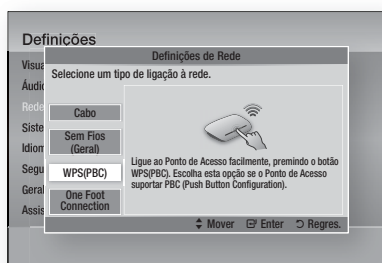 Definições
Definições de Rede
Selecione um tipo de ligação à rede.
Visua
Áudio
Rede
Siste
Idiom
Segu
Geral
Assis
Cabo
Sem Fios
(Geral)
WPS(PBC)
One Foot
Connection
Ligue ao Ponto de Acesso facilmente, premindo o botão
WPS(PBC). Escolha esta opção se o Ponto de Acesso
suportar PBC (Push Button Configuration).
Mover Enter Regres.